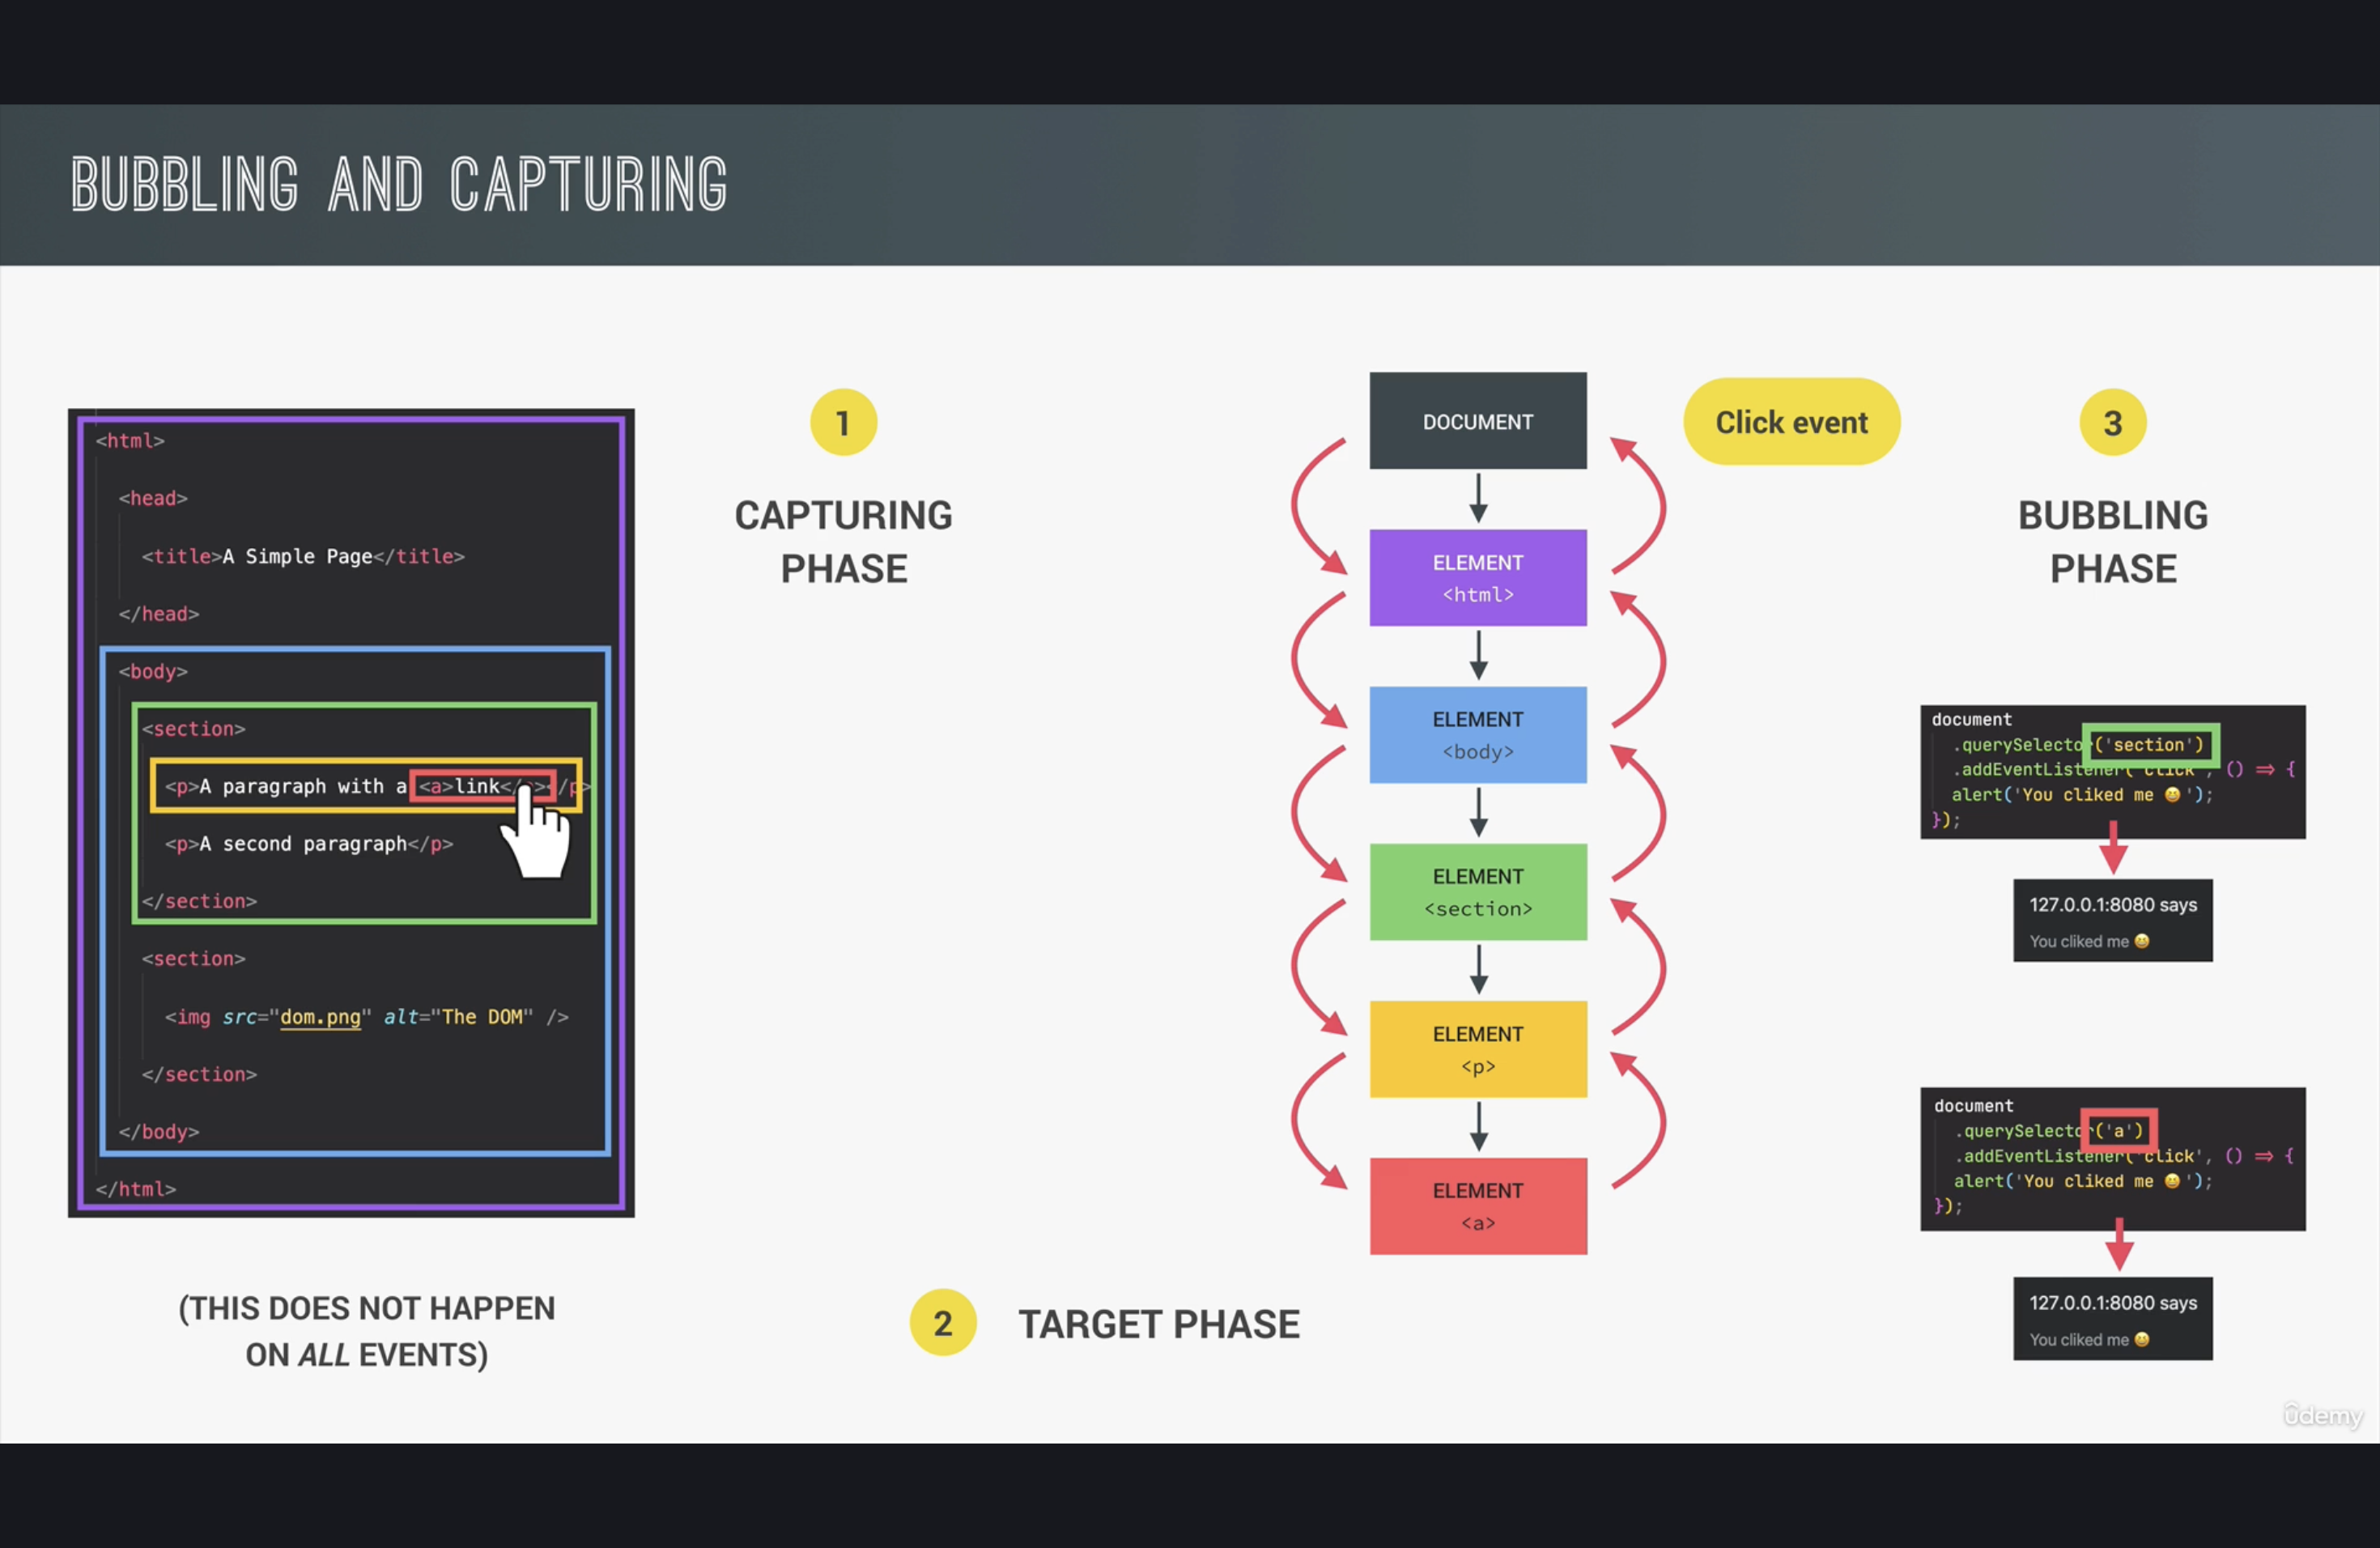 BUBBLING AND CAPTURING
<html>
<head>
<title>A Simple Page</title>
</head>
<body>
<section>
<p>A paragraph with a <a>link</a></p>
<p>A second paragraph</p>
</section>
<section>
<img src="dom.png" alt="The DOM" />
</section>
</body>
</html>
(THIS DOES NOT HAPPEN
ON ALL EVENTS)
1
CAPTURING
PHASE
2
TARGET PHASE
DOCUMENT
ELEMENT
<html>
ELEMENT
<body>
ELEMENT
<section>
ELEMENT
<p>
ELEMENT
<a>
Click event
3
BUBBLING
PHASE
document
.querySelector('section')
.addEventListener('click', () => {
alert('You cliked me 😀');
});
127.0.0.1:8080 says
You cliked me 😀
document
.querySelector('a')
.addEventListener('click', () => {
alert('You cliked me 😀');
});
127.0.0.1:8080 says
You cliked me 😀
ûdemy